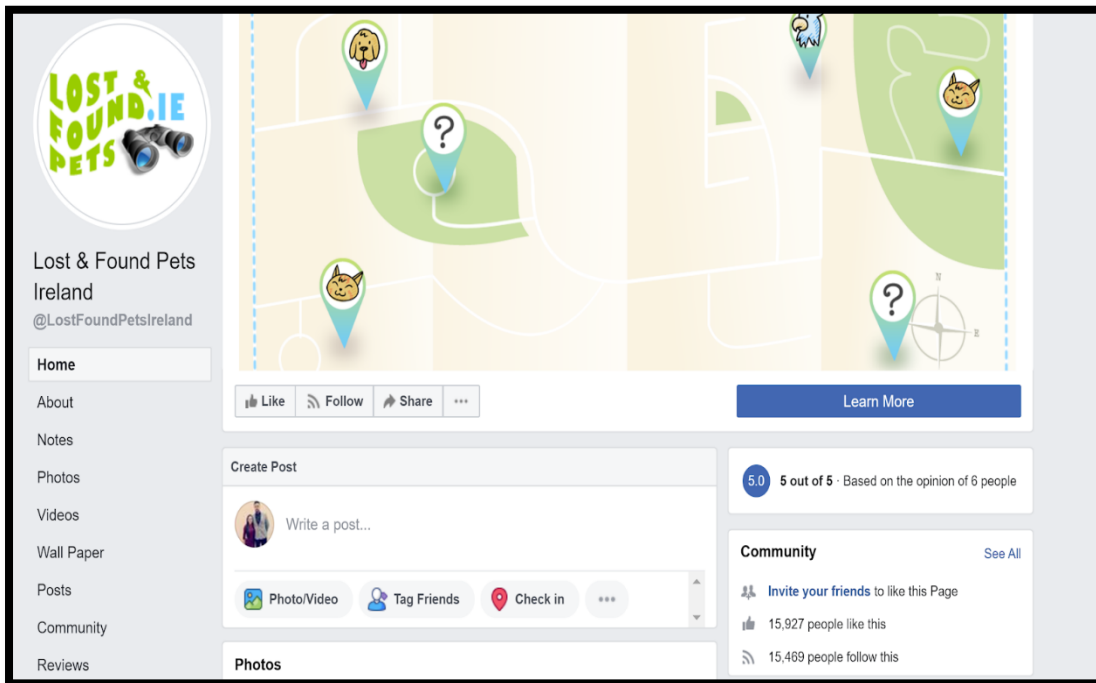 LOST &
FOUND.IE
PETS
Lost & Found Pets
Ireland
@LostFoundPetsIreland
Home
About
Notes
Photos
Videos
Wall Paper
Posts
Community
Reviews
?
?
N
E
Like Follow Share ...
Learn More
Create Post
Write a post...
Photo/Video Tag Friends Check in ...
Photos
5.0 5 out of 5 · Based on the opinion of 6 people
Community See All
Invite your friends to like this Page
15,927 people like this
15,469 people follow this